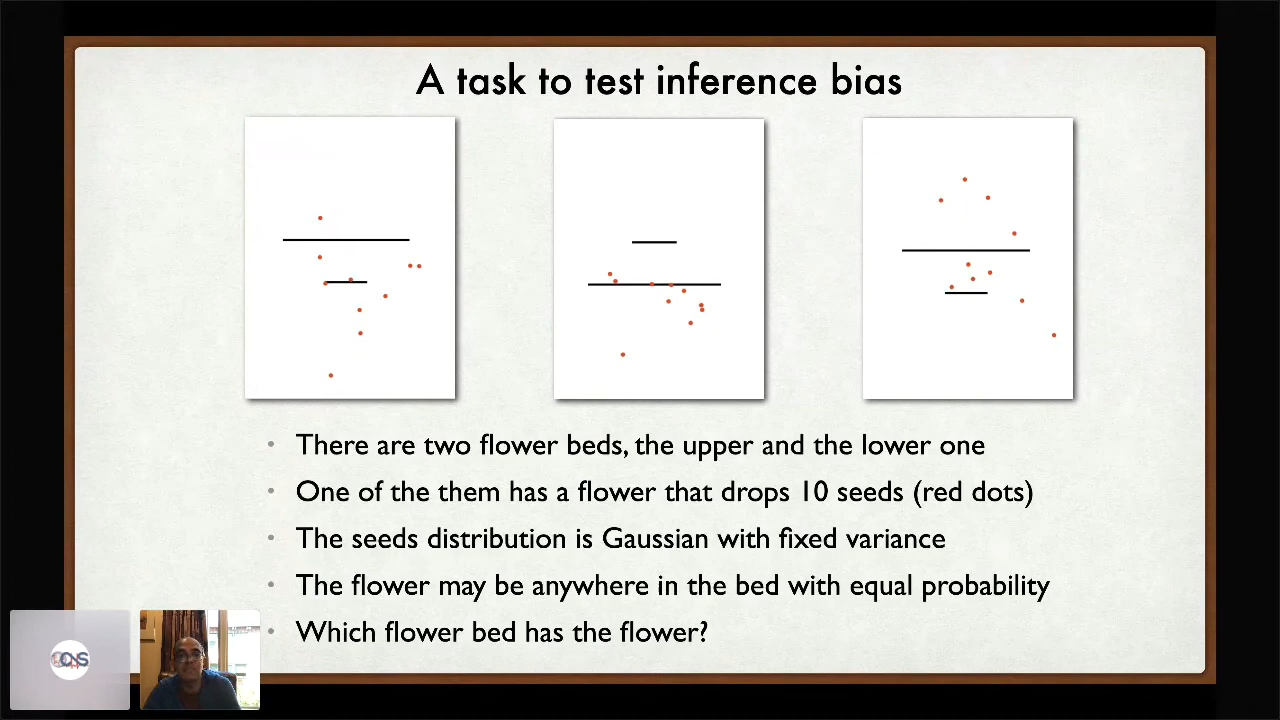 A task to test inference bias
There are two flower beds, the upper and the lower one
One of the them has a flower that drops 10 seeds (red dots)
The seeds distribution is Gaussian with fixed variance
The flower may be anywhere in the bed with equal probability
Which flower bed has the flower?